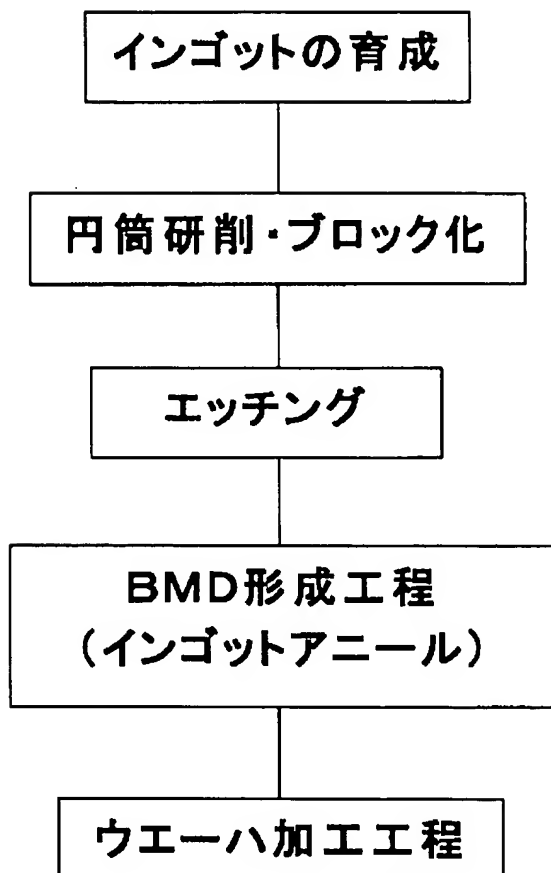 インゴットの育成
円筒研削・ブロック化
エッチング
BMD形成工程
(インゴットアニール)
ウエーハ加工工程